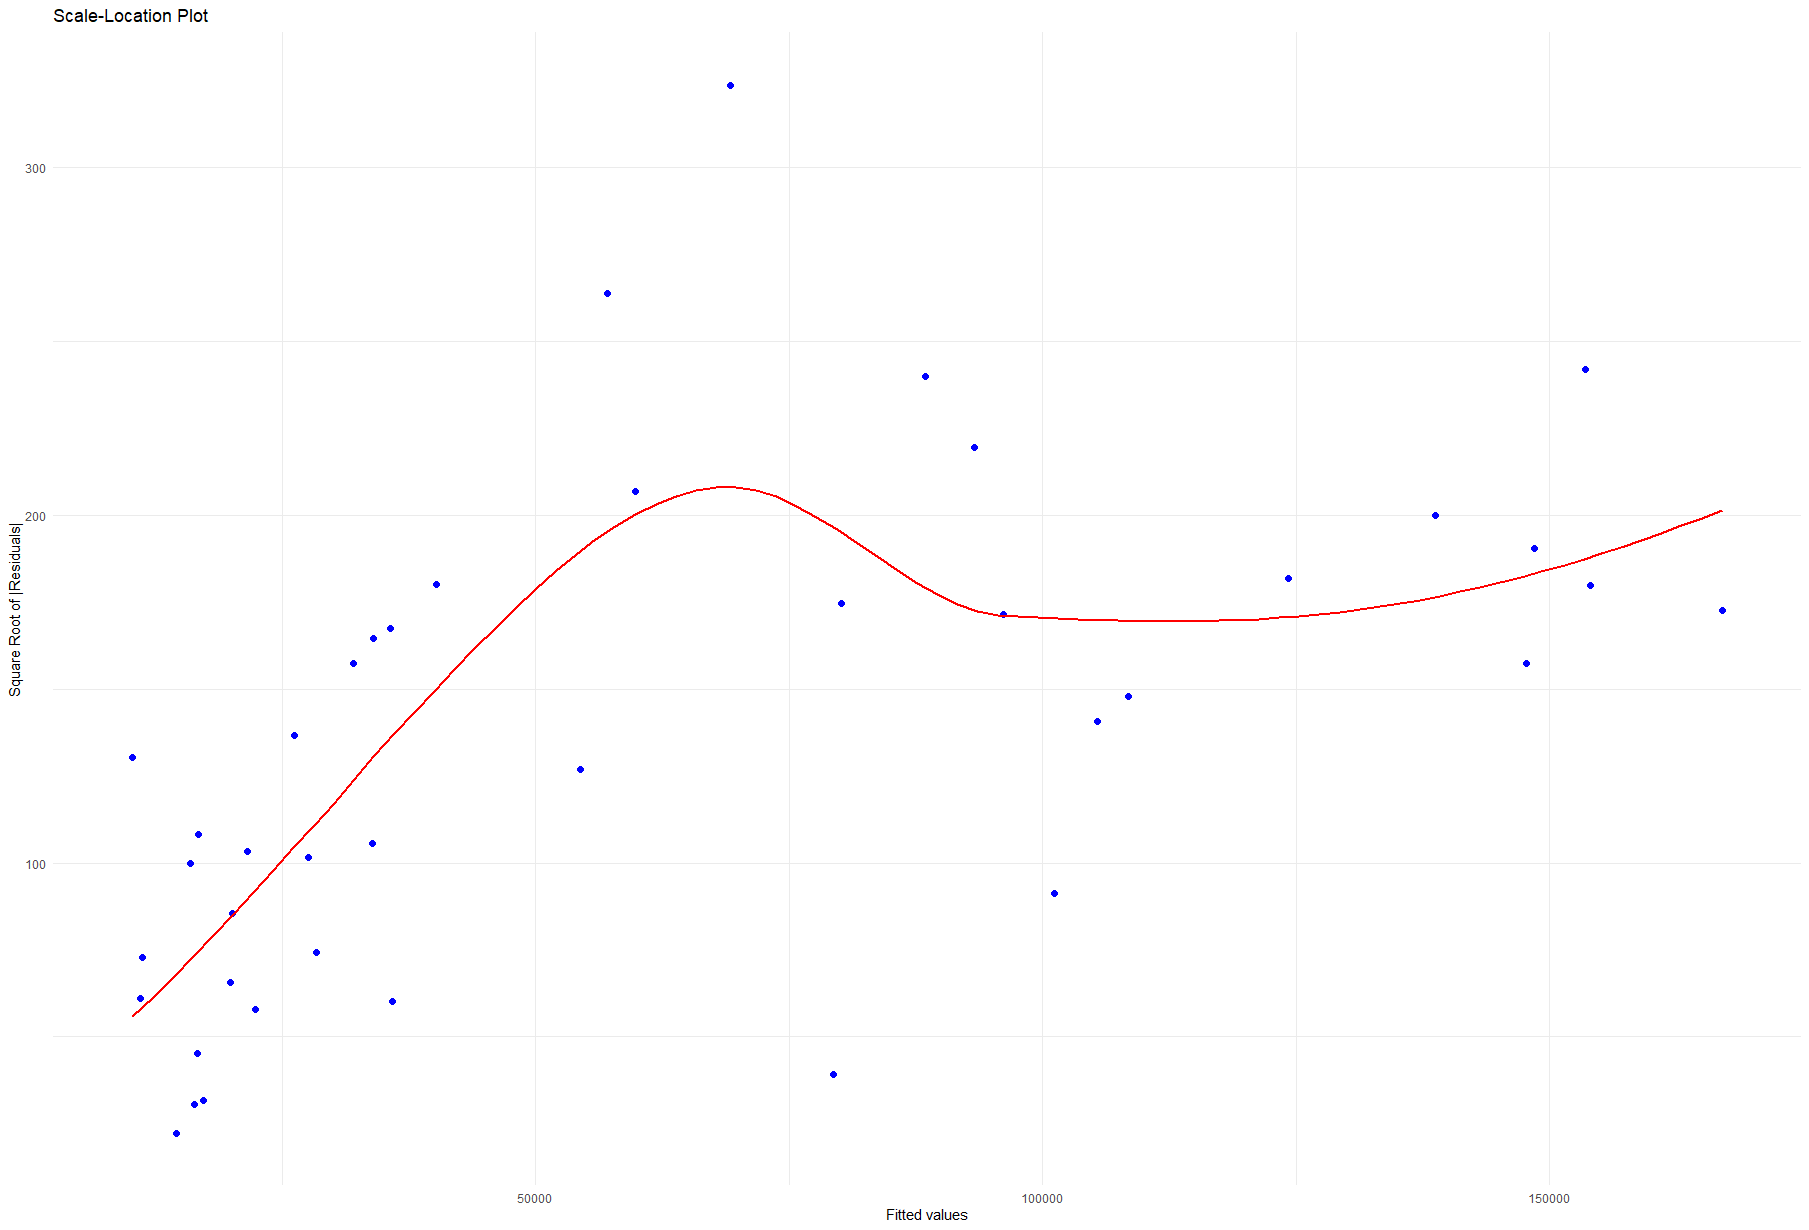 Scale-Location Plot
300
200
100
Square Root of |Residuals|
50000
100000
150000
Fitted values